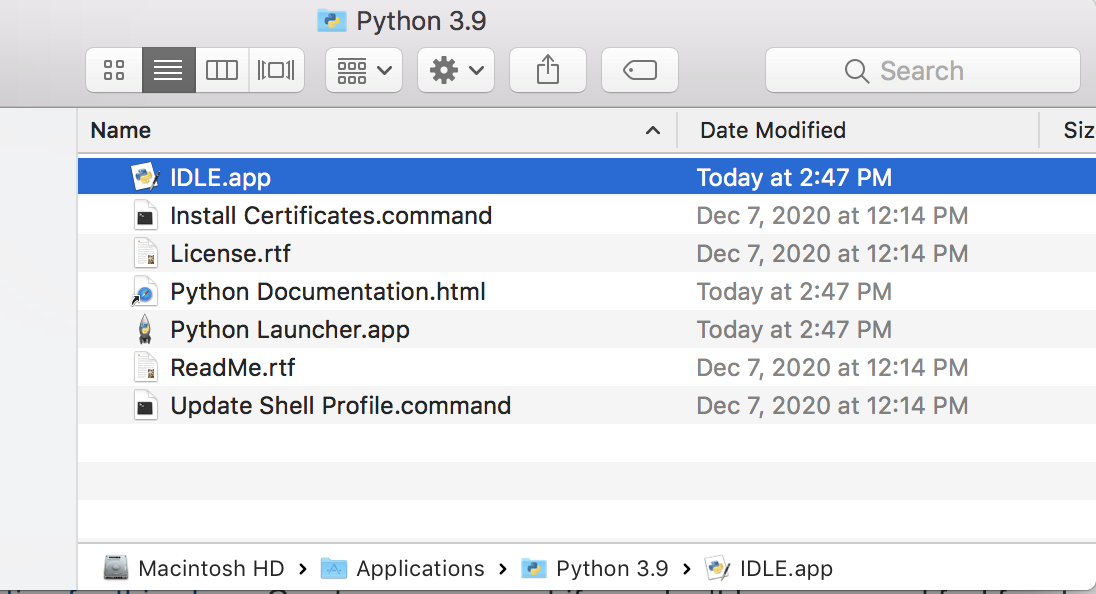 Python 3.9
Search
Name Date Modified Siz
IDLE.app Today at 2:47 PM
Install Certificates.command Dec 7, 2020 at 12:14 PM
License.rtf Dec 7, 2020 at 12:14 PM
Python Documentation.html Today at 2:47 PM
Python Launcher.app Today at 2:47 PM
ReadMe.rtf Dec 7, 2020 at 12:14 PM
Update Shell Profile.command Dec 7, 2020 at 12:14 PM
Macintosh HD › Applications › Python 3.9 › IDLE.app